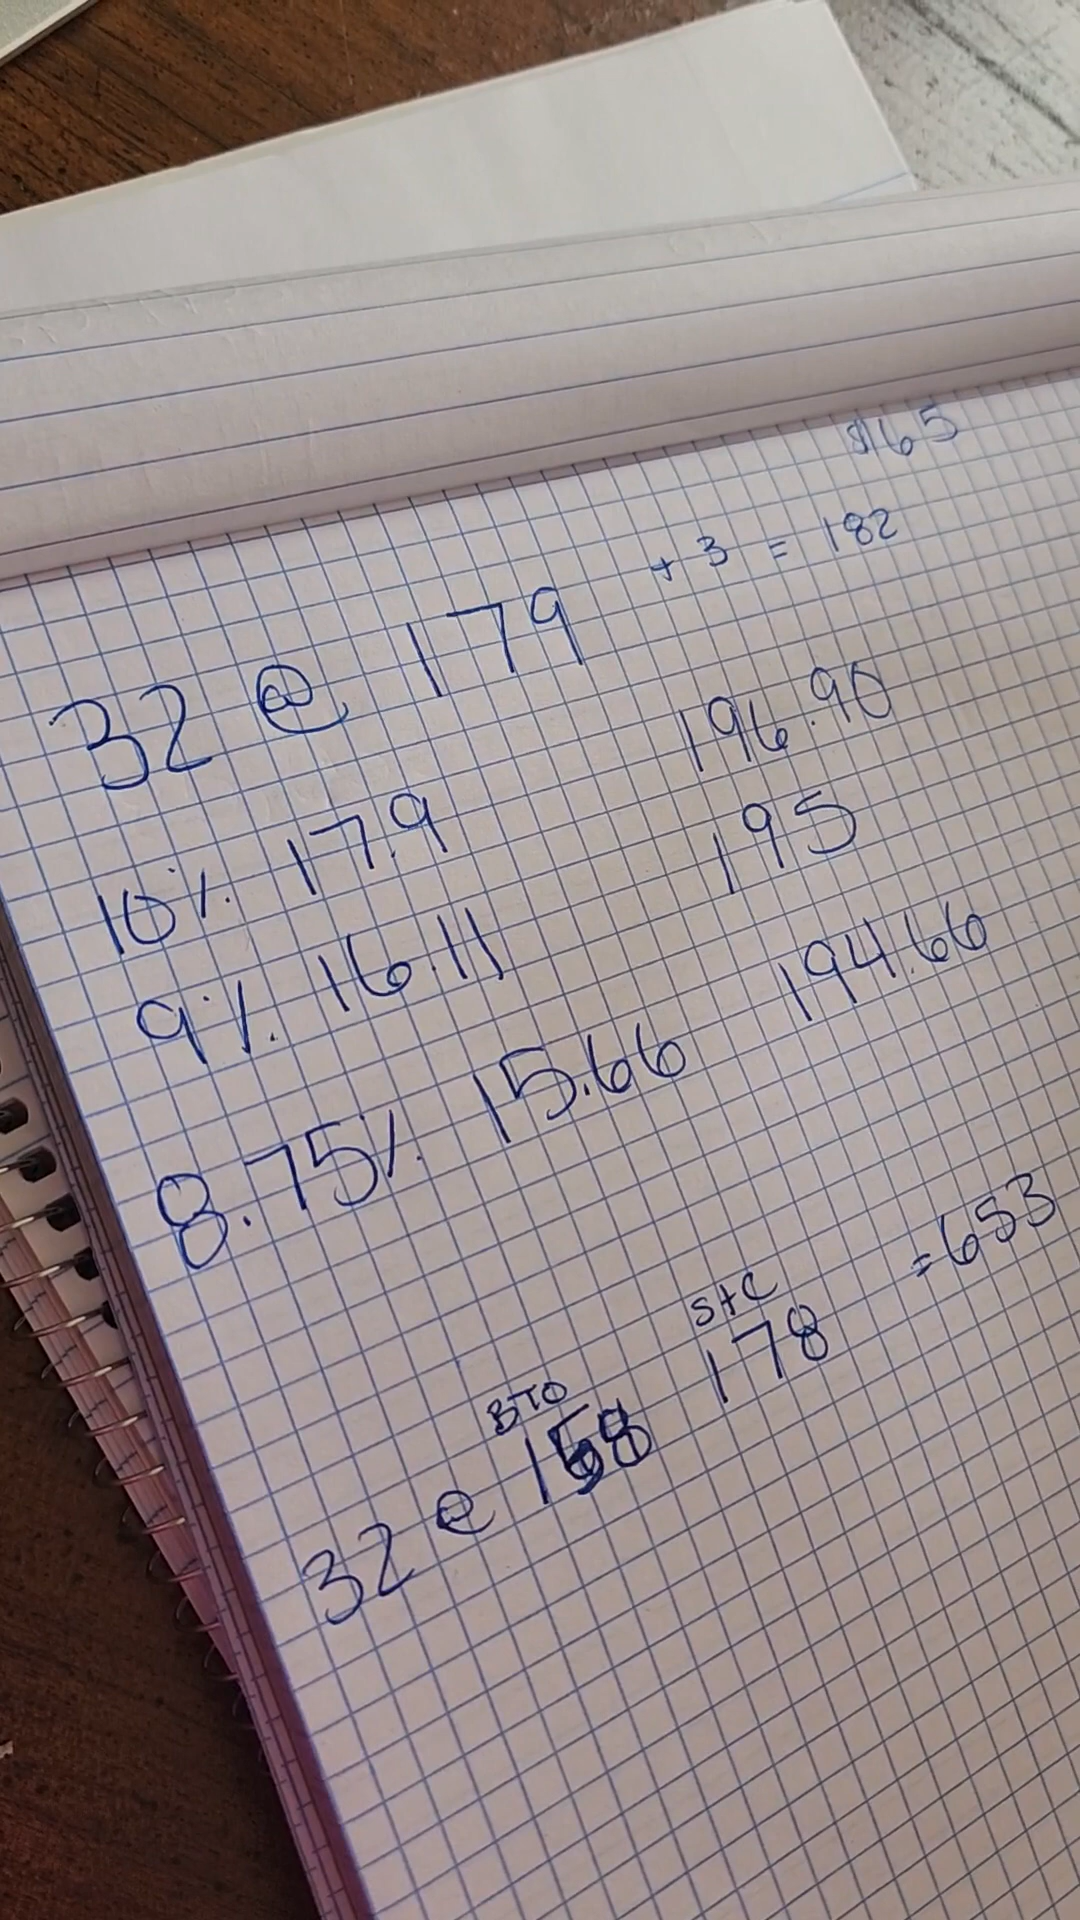 $165
32 @ 179 + 3 = 182
10% 17.9 196.90
9% 16.11 195
8.75% 15.66 194.66
BTO S+C
32 @ 158 178 = 653